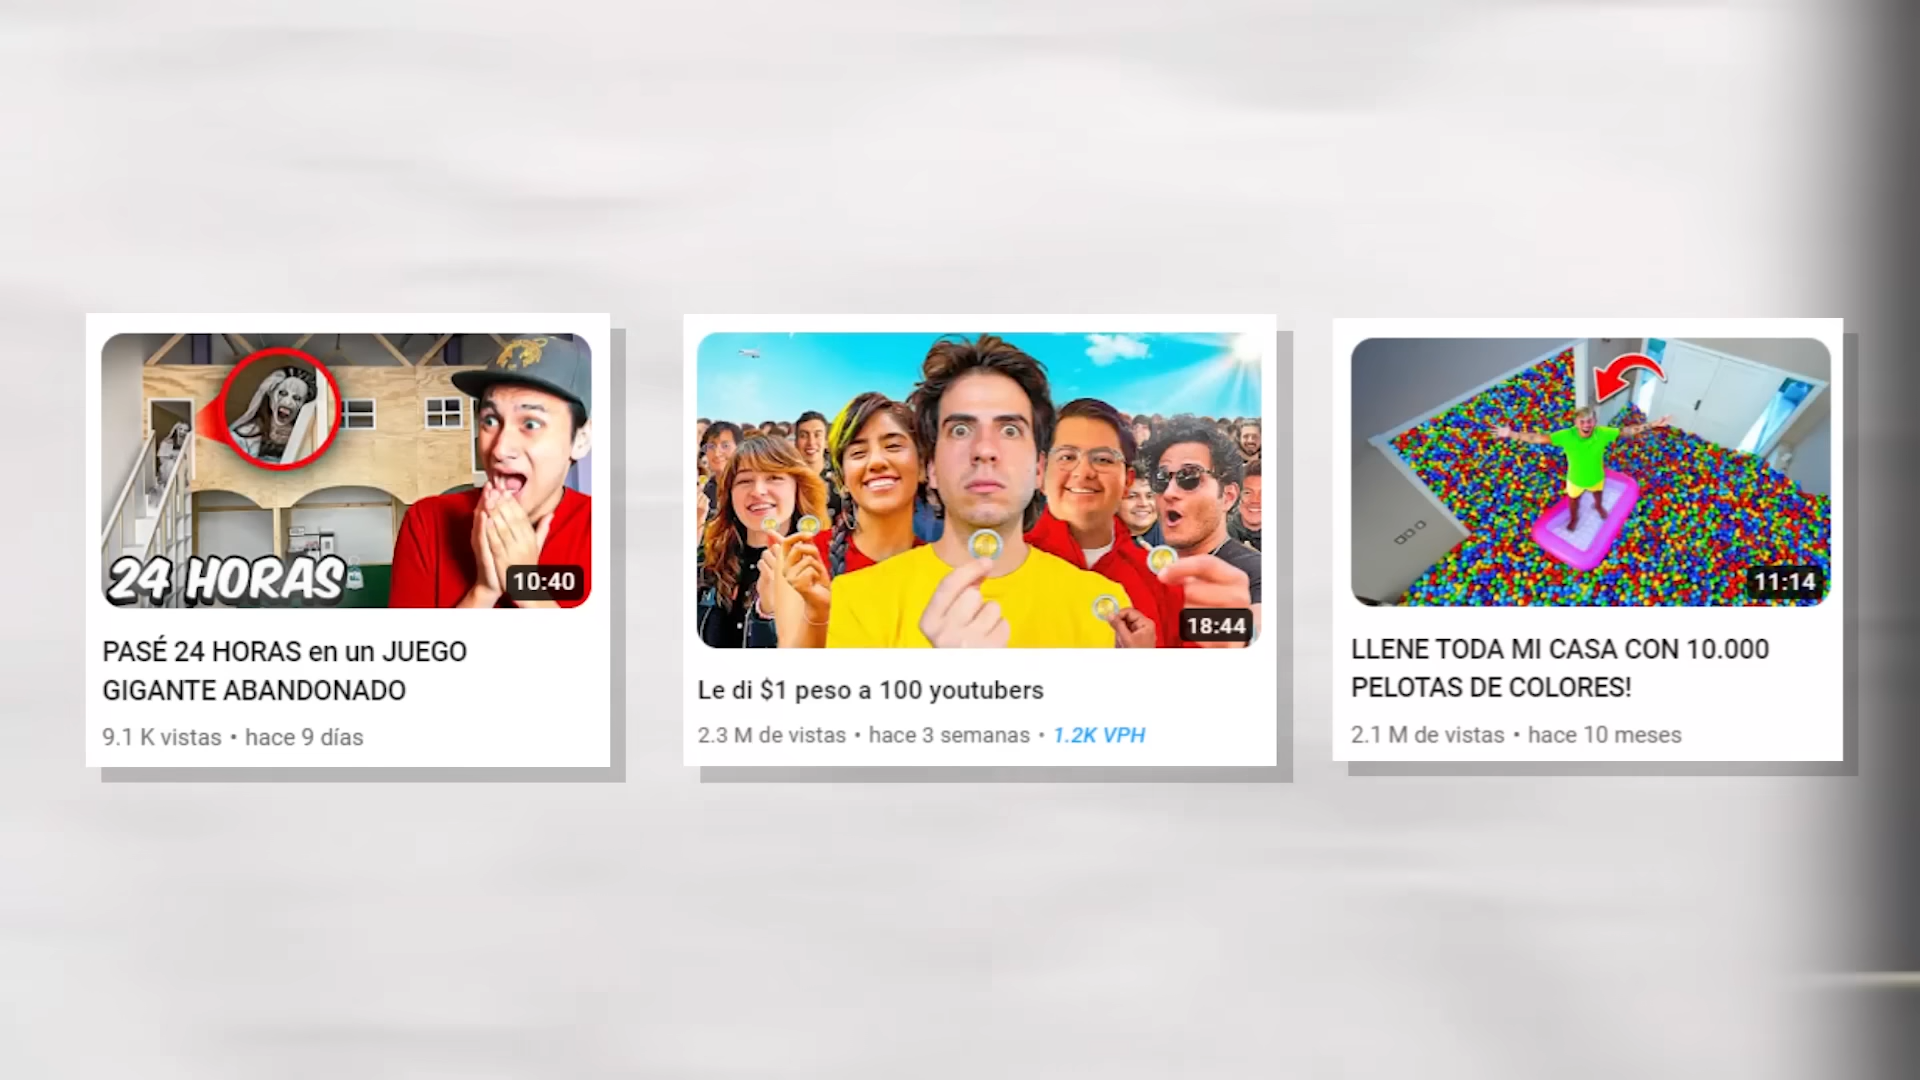 24 HORAS
10:40
PASÉ 24 HORAS en un JUEGO
GIGANTE ABANDONADO
9.1 K vistas • hace 9 días
18:44
Le di $1 peso a 100 youtubers
2.3 M de vistas • hace 3 semanas • 1.2K VPH
11:14
LLENE TODA MI CASA CON 10.000
PELOTAS DE COLORES!
2.1 M de vistas • hace 10 meses